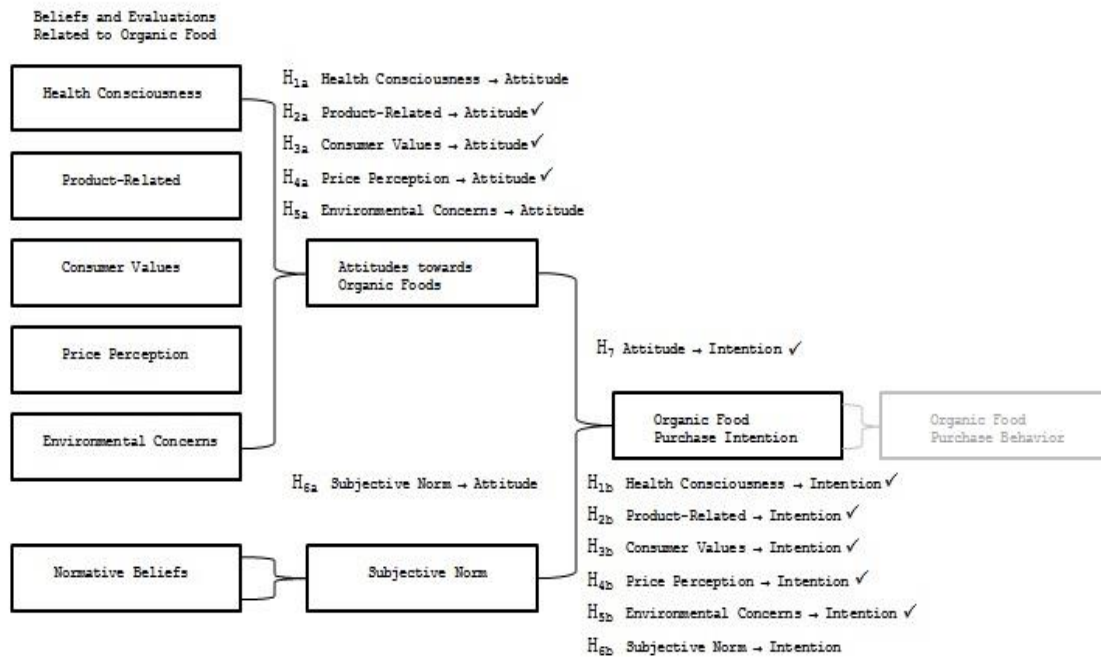 Beliefs and Evaluations
Related to Organic Food
Health Consciousness
H1a Health Consciousness → Attitude
H2a Product-Related → Attitude ✓
H3a Consumer Values → Attitude ✓
H4a Price Perception → Attitude ✓
H5a Environmental Concerns → Attitude
Product-Related
Consumer Values
Attitudes towards
Organic Foods
Price Perception
H7 Attitude → Intention ✓
Environmental Concerns
Organic Food
Purchase Intention
Organic Food
Purchase Behavior
H6a Subjective Norm → Attitude
H1b Health Consciousness → Intention ✓
H2b Product-Related → Intention ✓
H3b Consumer Values → Intention ✓
H4b Price Perception → Intention ✓
H5b Environmental Concerns → Intention ✓
H6b Subjective Norm → Intention
Normative Beliefs
Subjective Norm